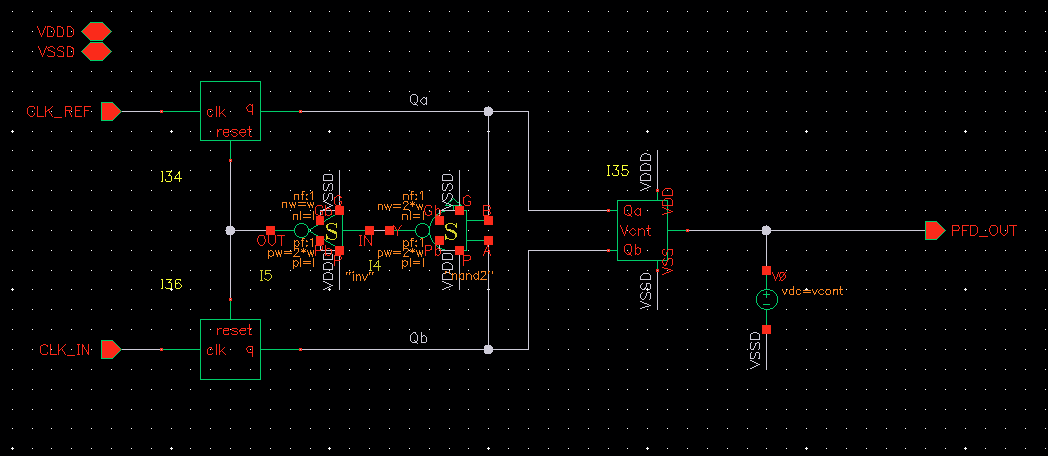 VDDD
VSSD
CLK_REF
clk
q
reset
Qa
I34
I35
VDDD
VDD
nf:1
nw=w
nl=l
VSSD
G
nf:1
nw=2*w
nl=l
VSSD
G
B
Qa
Vcnt
Qb
VSS
VSSD
PFD_OUT
OUT
S
IN
Y
S
A
pf:1
pw=2*w
pl=l
VDDD
P
"inv"
I5
pf:1
pw=2*w
pl=l
VDDD
P
"nand2"
I4
I36
V0
vdc=vcont
VSSD
reset
CLK_IN
clk
q
Qb